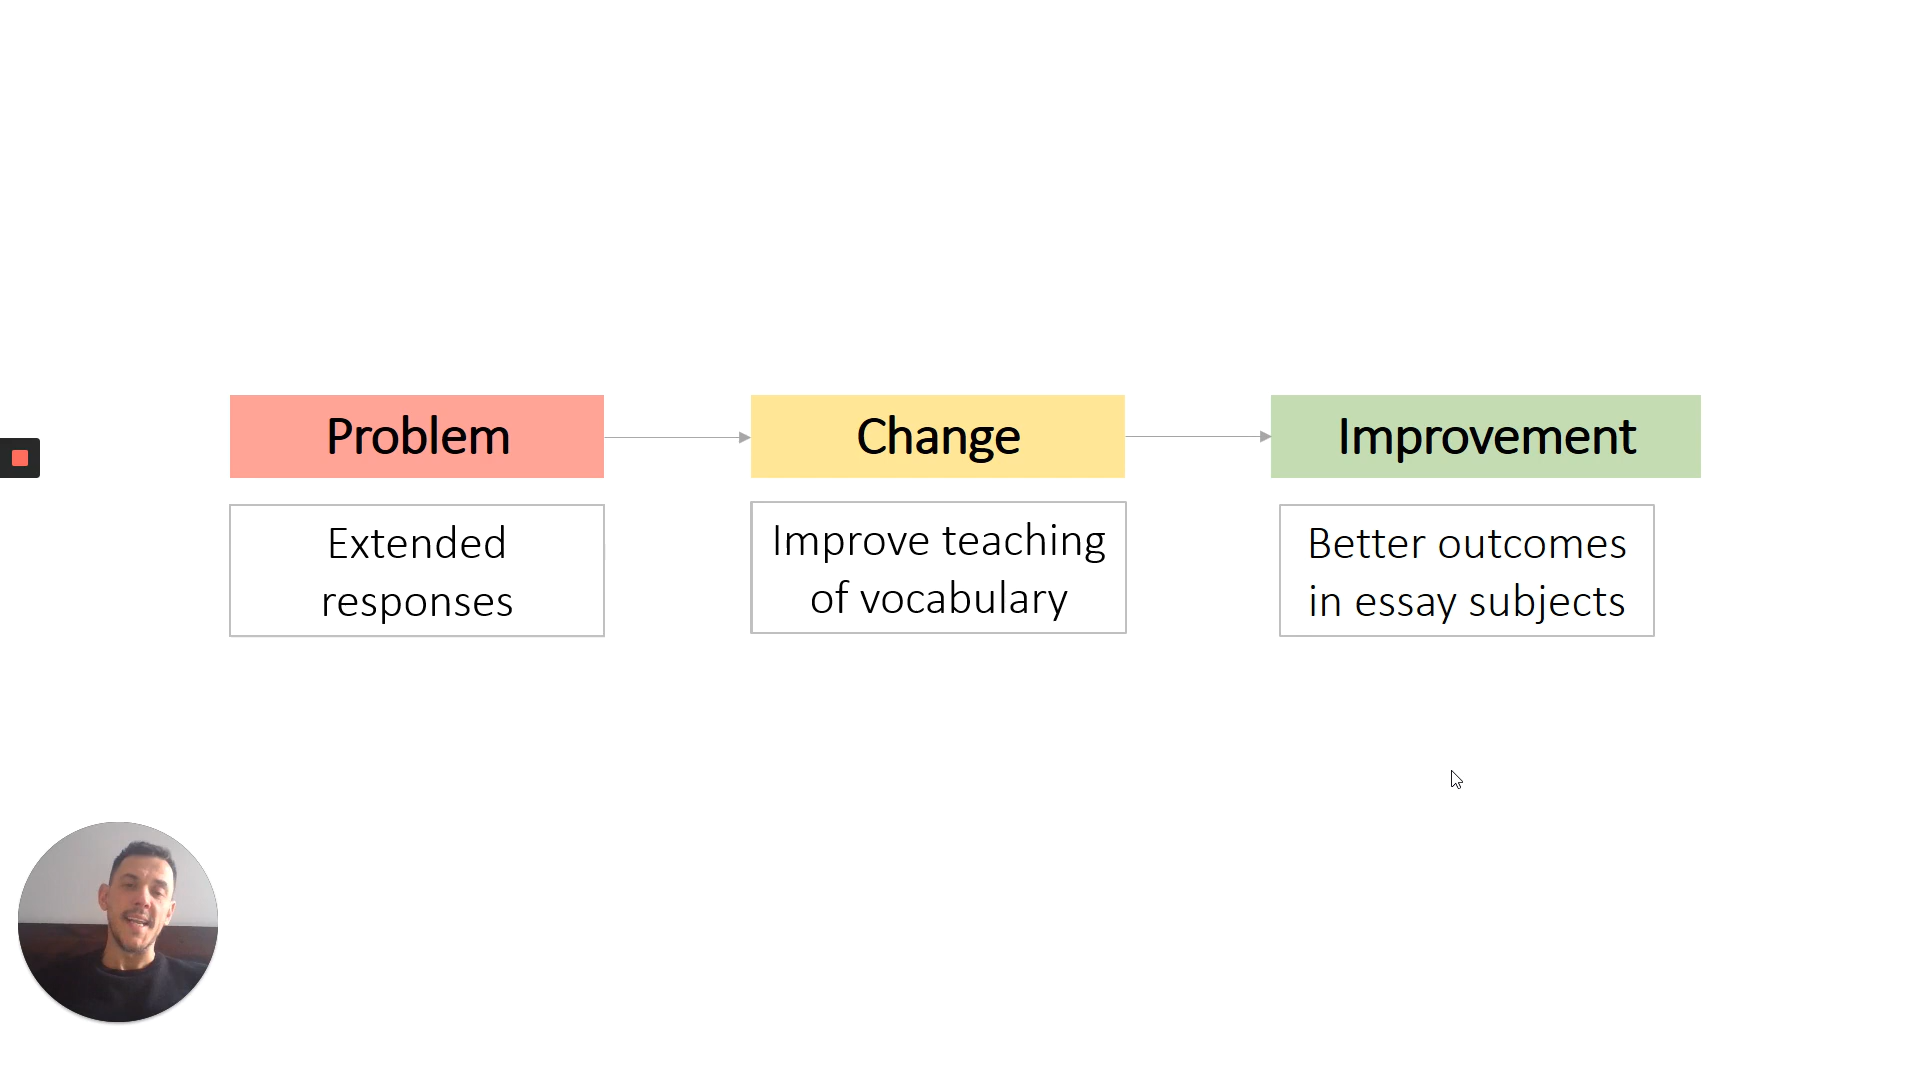 Problem
Change
Improvement
Extended
responses
Improve teaching
of vocabulary
Better outcomes
in essay subjects